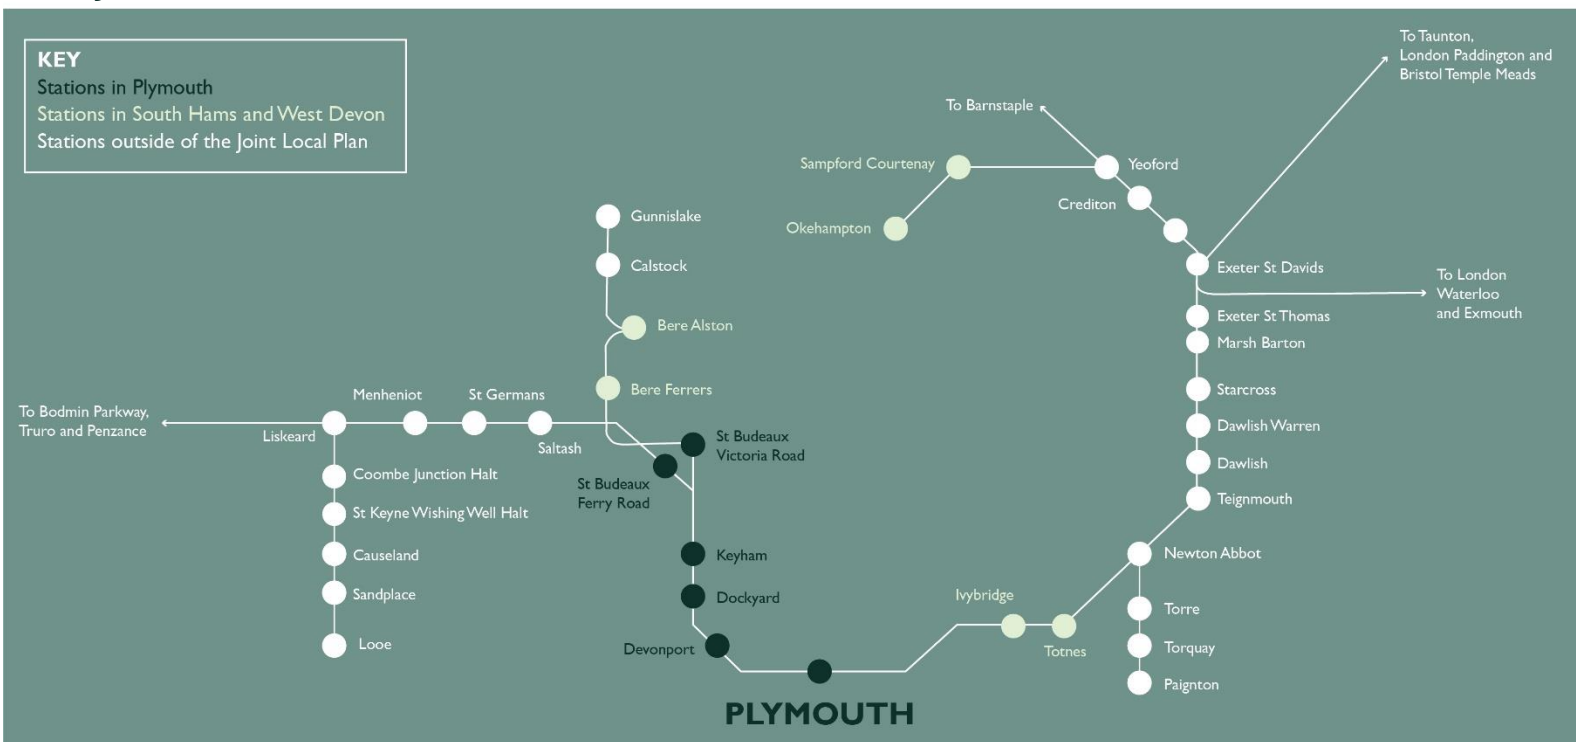 KEY
Stations in Plymouth
Stations in South Hams and West Devon
Stations outside of the Joint Local Plan
To Taunton,
London Paddington and
Bristol Temple Meads
To Barnstaple
Sampford Courtenay
Yeoford
Crediton
Okehampton
Gunnislake
Calstock
Exeter St Davids
To London
Waterloo
and Exmouth
Exeter St Thomas
Marsh Barton
Bere Alston
Bere Ferrers
Starcross
Dawlish Warren
Dawlish
Teignmouth
Menheniot
St Germans
To Bodmin Parkway,
Truro and Penzance
Liskeard
Saltash
St Budeaux
Victoria Road
St Budeaux
Ferry Road
Coombe Junction Halt
St Keyne Wishing Well Halt
Causeland
Sandplace
Looe
Keyham
Dockyard
Devonport
PLYMOUTH
Ivybridge
Totnes
Newton Abbot
Torre
Torquay
Paignton